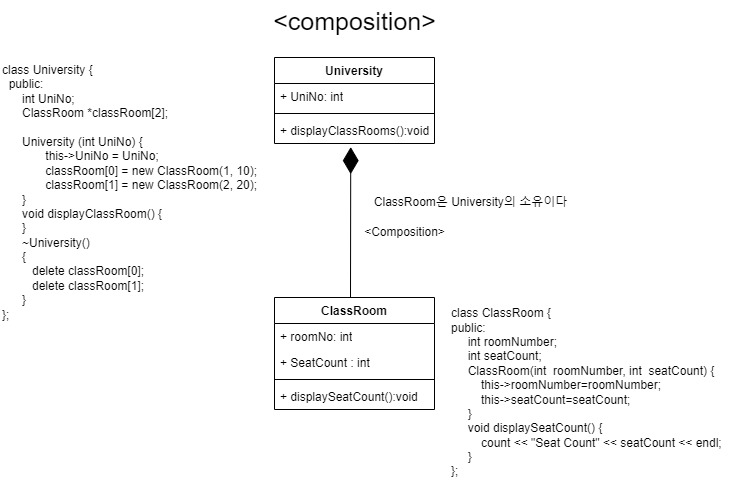 <composition>
class University {
public:
int UniNo;
ClassRoom *classRoom[2];
University (int UniNo) {
this->UniNo = UniNo;
classRoom[0] = new ClassRoom(1, 10);
classRoom[1] = new ClassRoom(2, 20);
}
void displayClassRoom() {
}
~University()
{
delete classRoom[0];
delete classRoom[1];
}
};
University
+ UniNo: int
+ displayClassRooms():void
ClassRoom은 University의 소유이다
<Composition>
ClassRoom
+ roomNo: int
+ SeatCount : int
+ displaySeatCount():void
class ClassRoom {
public:
int roomNumber;
int seatCount;
ClassRoom(int roomNumber, int seatCount) {
this->roomNumber=roomNumber;
this->seatCount=seatCount;
}
void displaySeatCount() {
count << "Seat Count" << seatCount << endl;
}
};